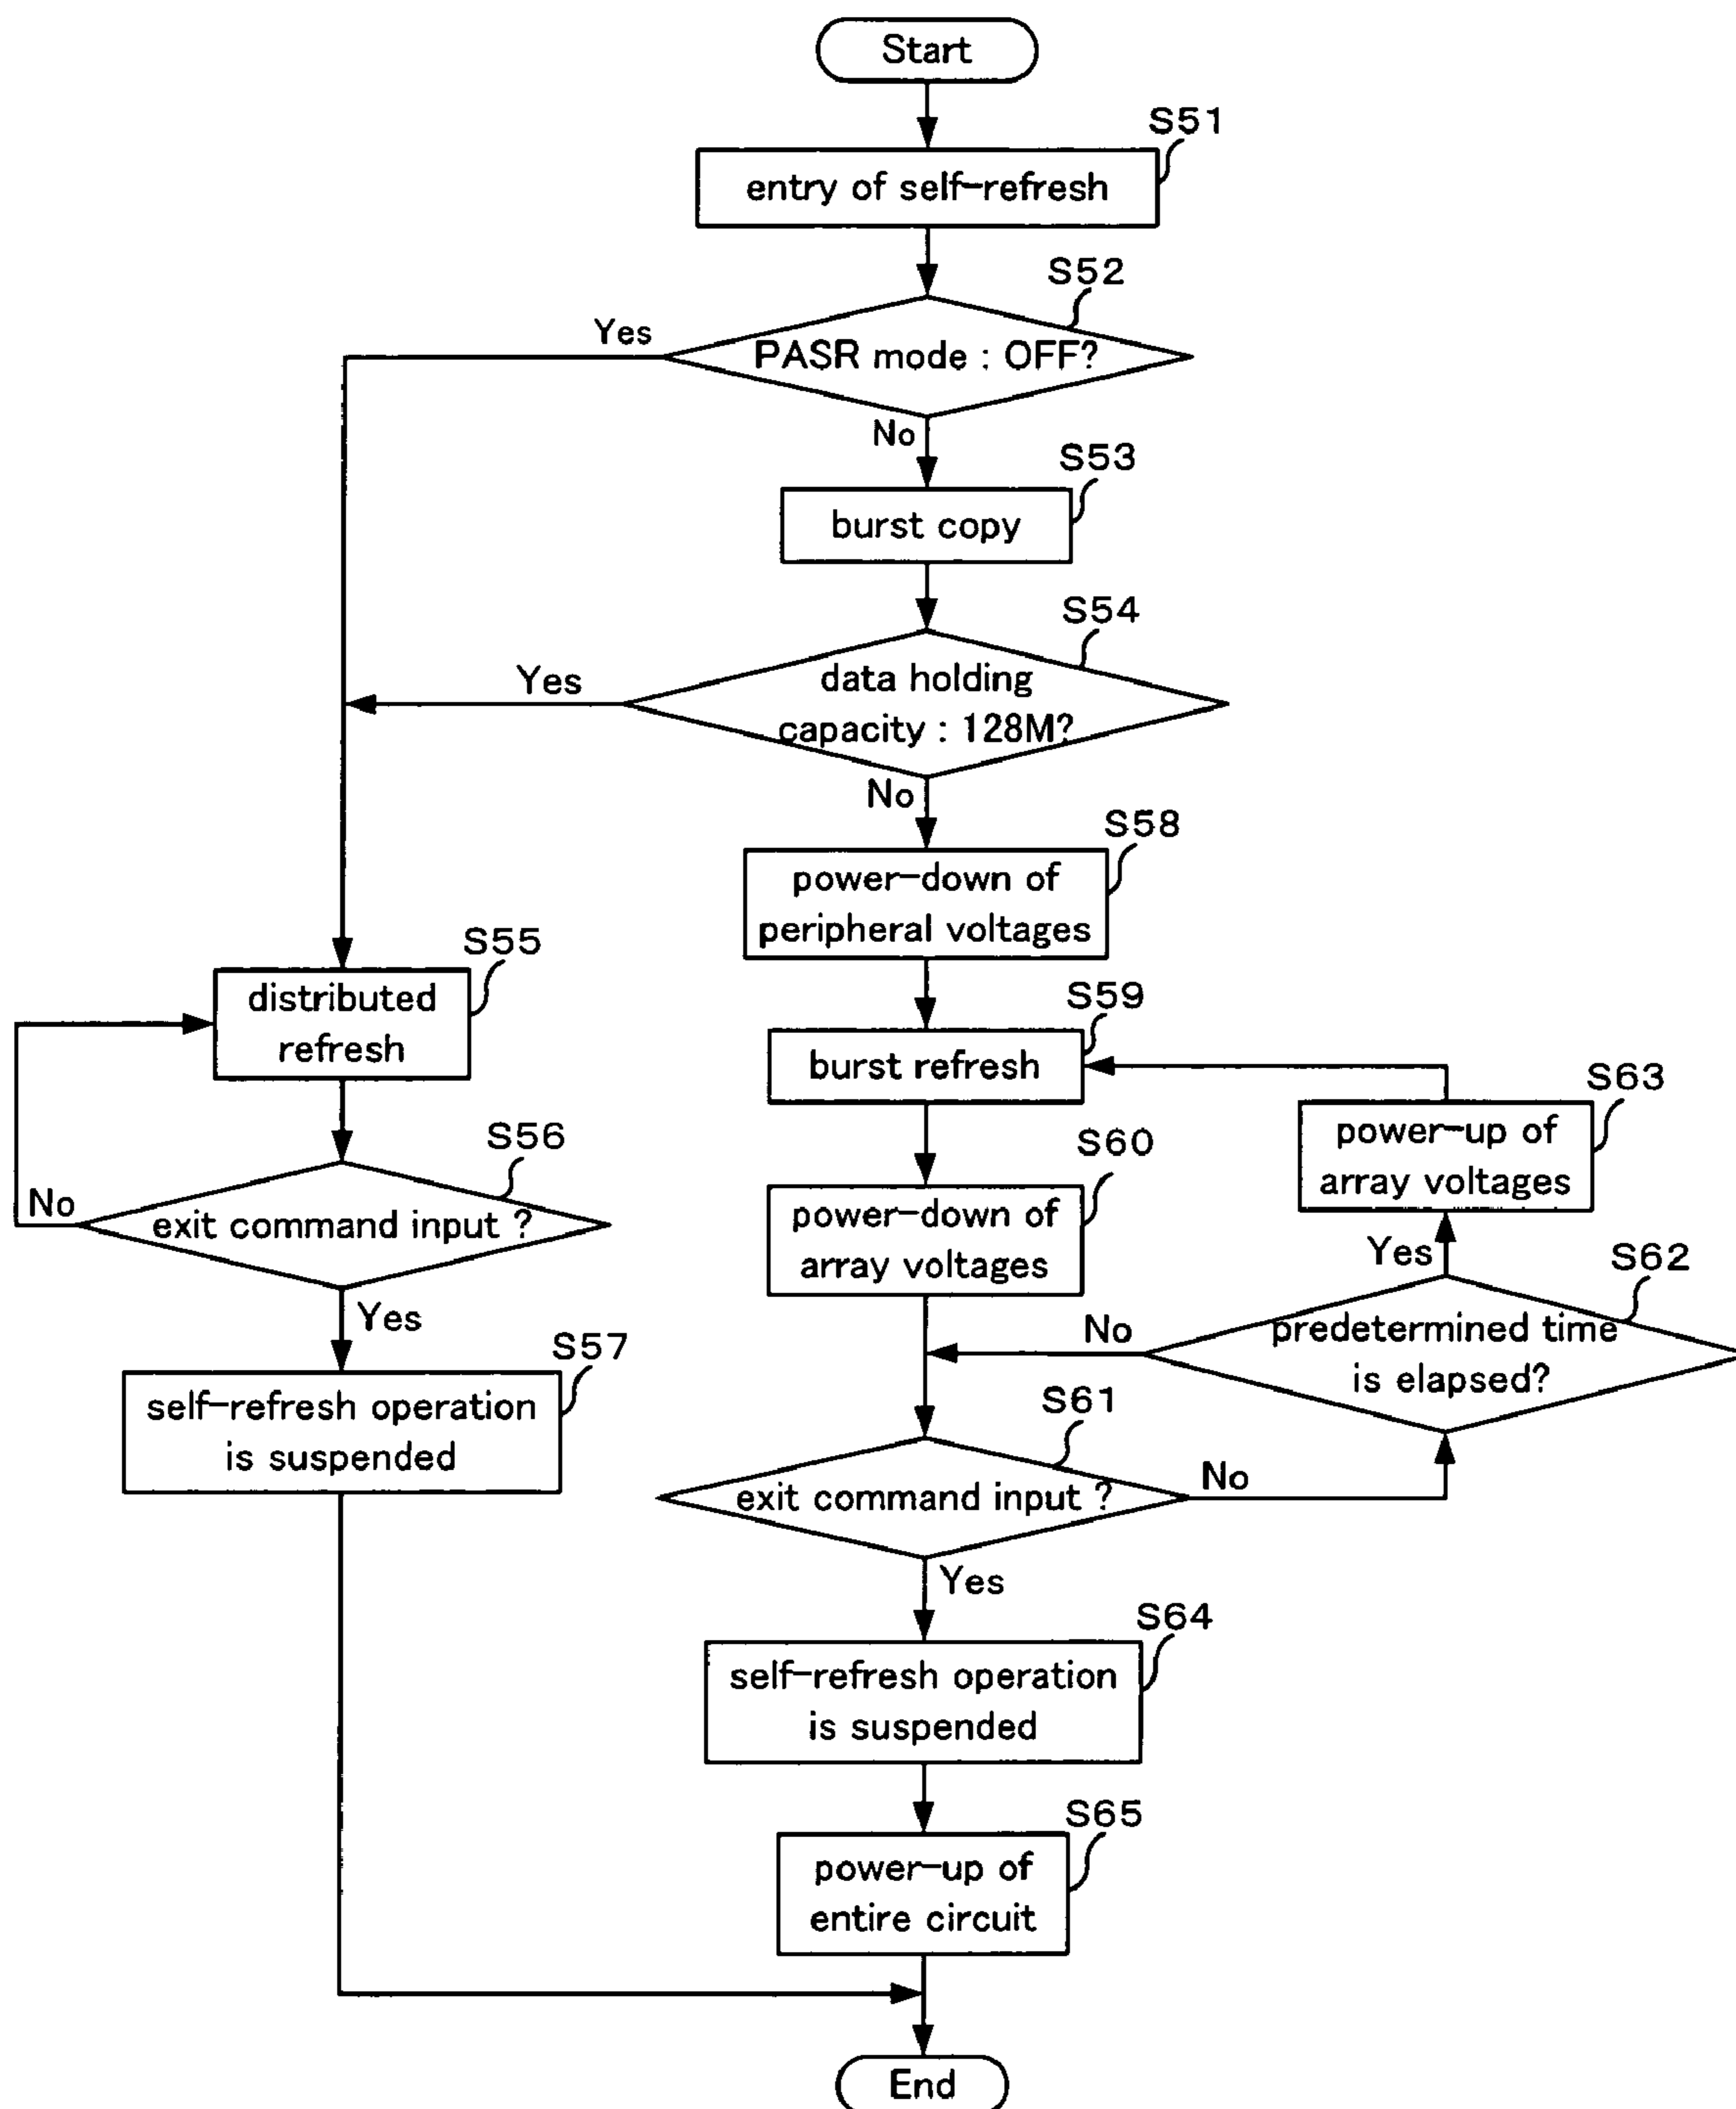 Start
S51
entry of self-refresh
S52
Yes
PASR mode : OFF?
No
S53
burst copy
S54
Yes
data holding
capacity : 128M?
No
S58
power-down of
peripheral voltages
S55
distributed
refresh
S59
burst refresh
S63
power-up of
array voltages
S56
No
exit command input ?
Yes
S60
power-down of
array voltages
Yes
S62
No
predetermined time
is elapsed?
S57
self-refresh operation
is suspended
S61
exit command input ?
No
Yes
S64
self-refresh operation
is suspended
S65
power-up of
entire circuit
End